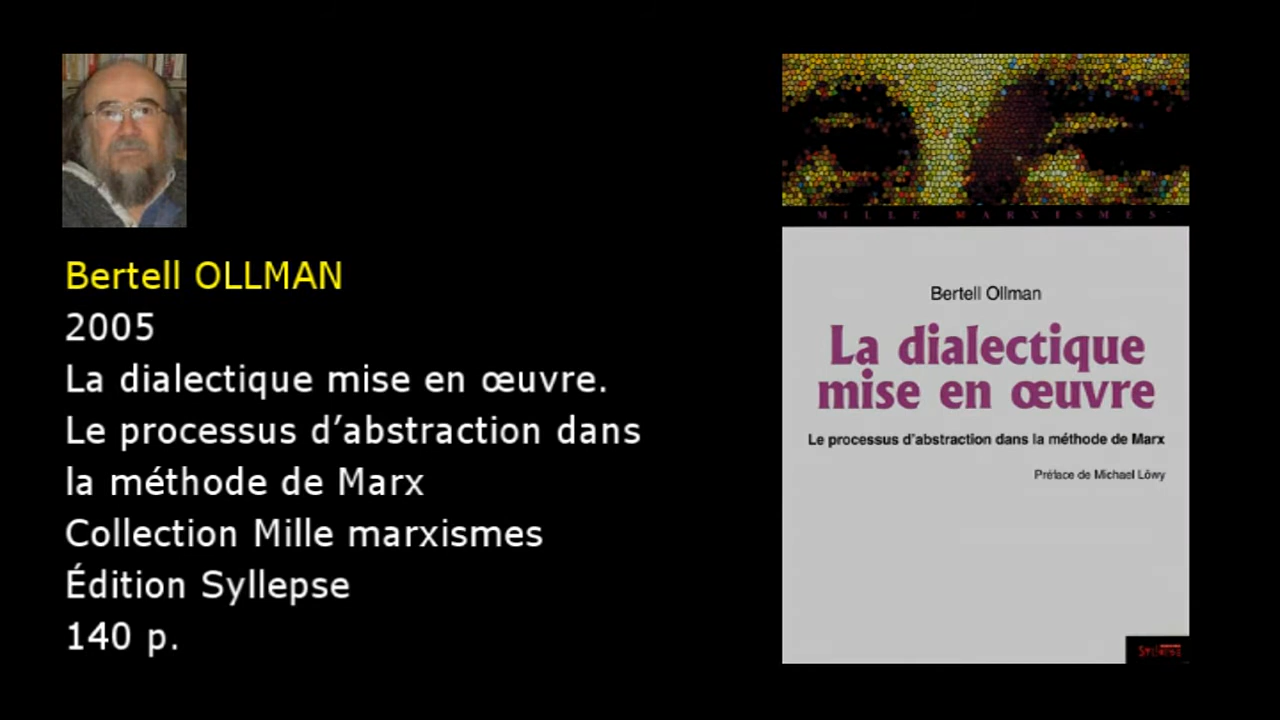 Bertell OLLMAN
2005
La dialectique mise en œuvre.
Le processus d’abstraction dans
la méthode de Marx
Collection Mille marxismes
Édition Syllepse
140 p.
MILLE MARXISMES
Bertell Ollman
La dialectique
mise en œuvre
Le processus d’abstraction dans la méthode de Marx
Préface de Michael Löwy